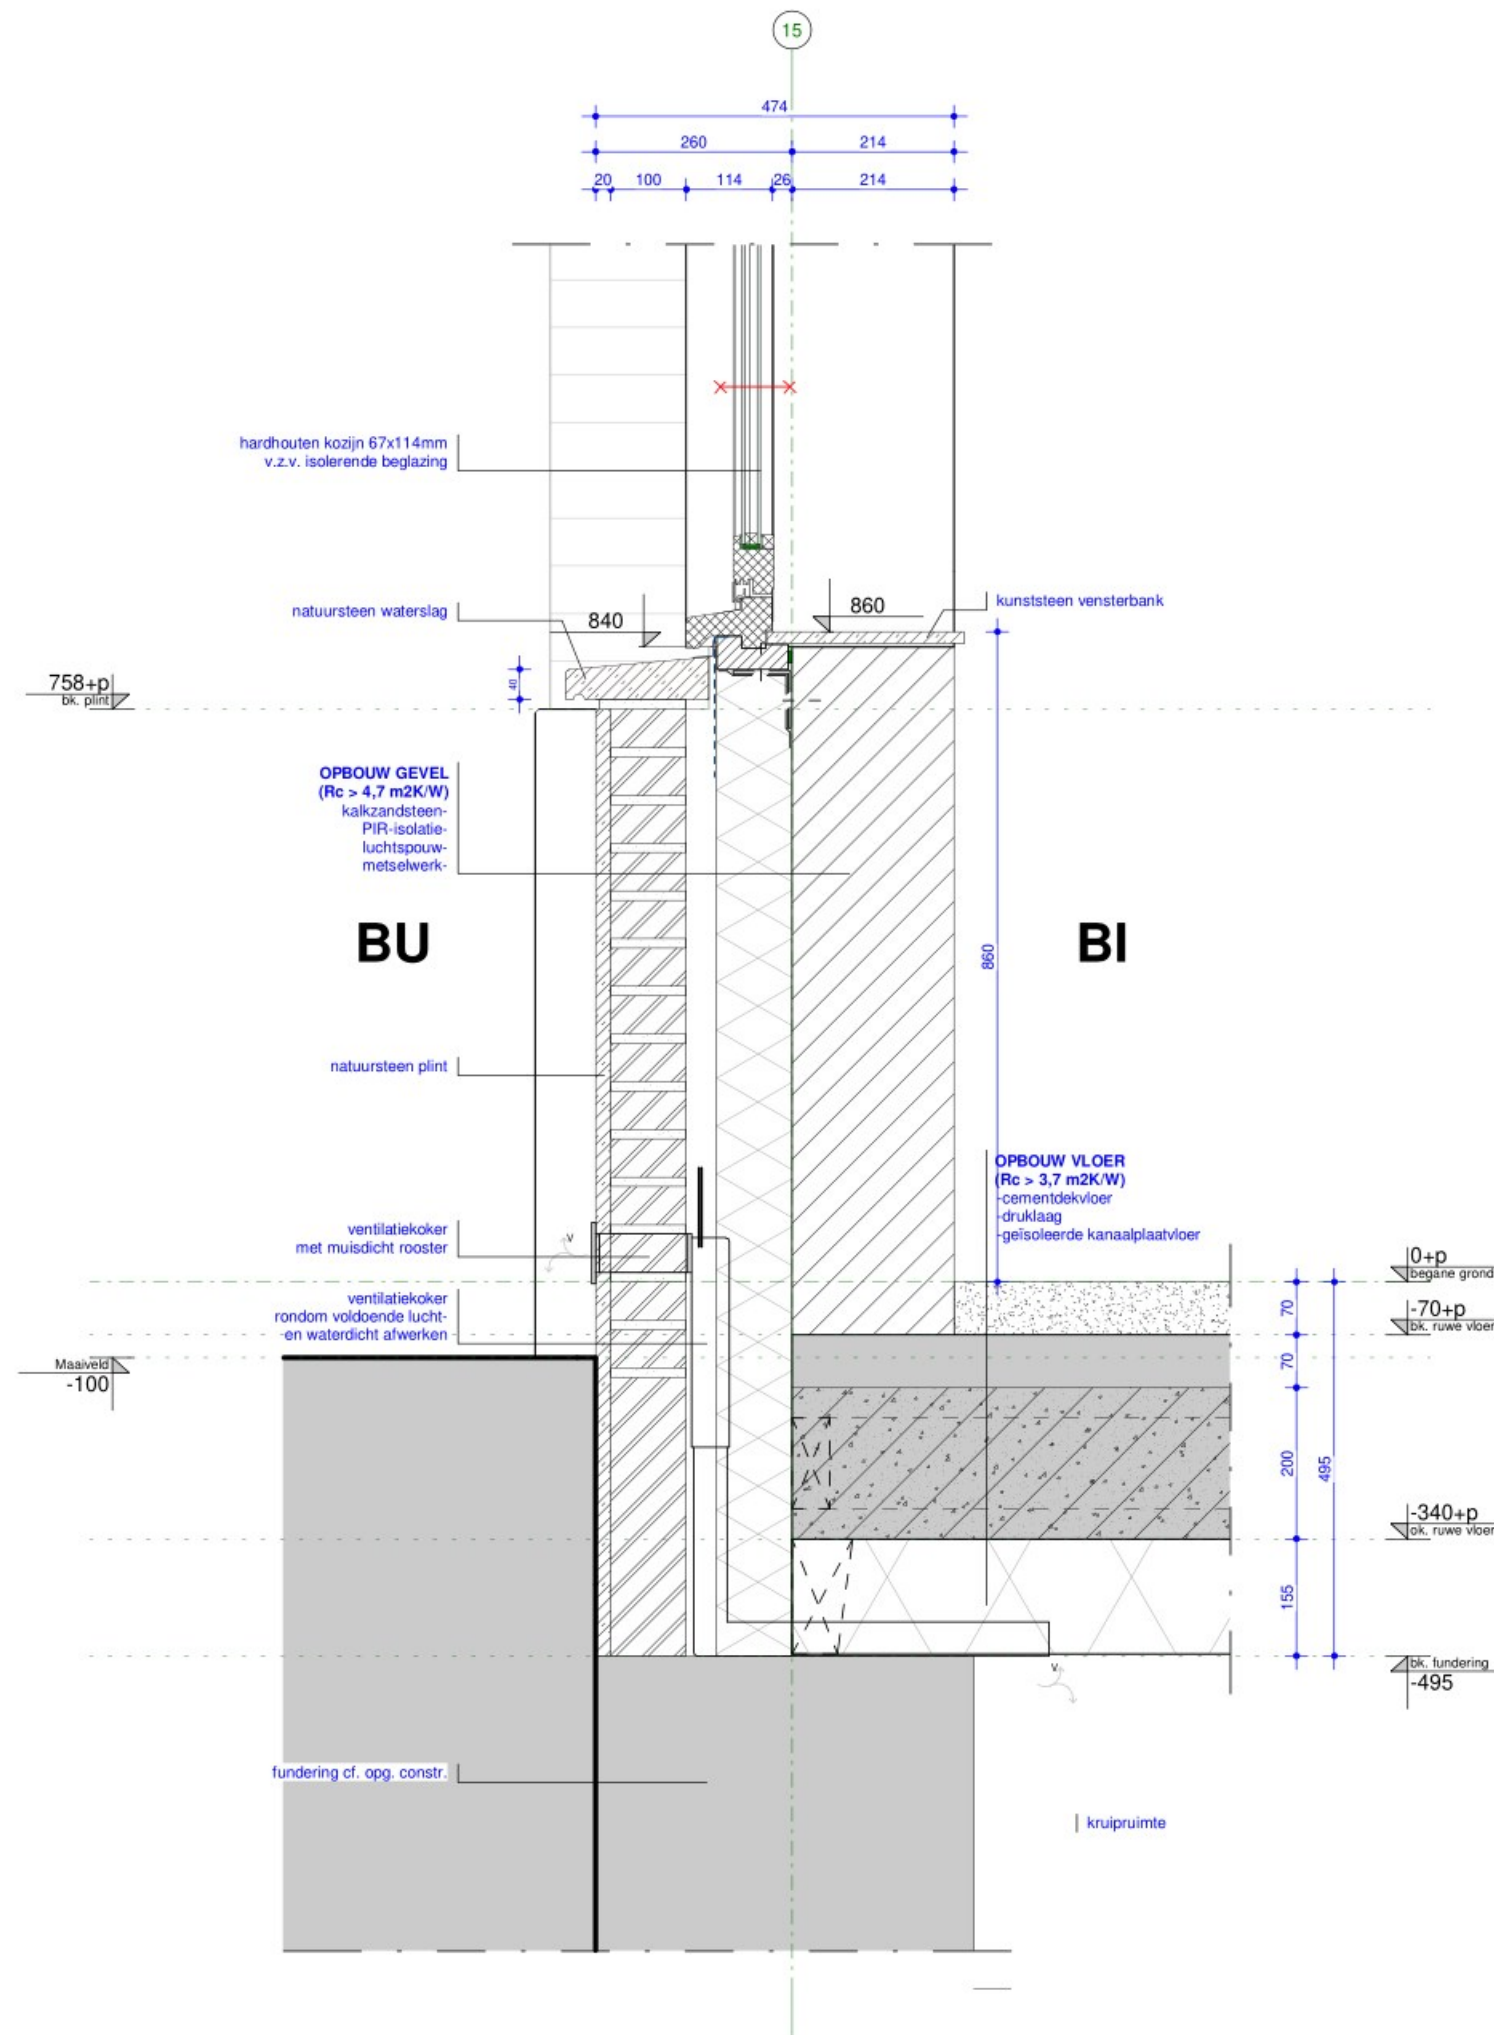 15
474
260 214
20 100 114 26 214
hardhouten kozijn 67x114mm
v.z.v. isolerende beglazing
natuursteen waterslag
840
860
kunststeen vensterbank
758+p
bk. plint
40
OPBOUW GEVEL
(Rc > 4,7 m2K/W)
kalkzandsteen-
PIR-isolatie-
luchtspouw-
metselwerk-
BU
BI
860
natuursteen plint
OPBOUW VLOER
(Rc > 3,7 m2K/W)
-cementdekvloer
-druklaag
-geïsoleerde kanaalplaatvloer
ventilatiekoker
met muisdicht rooster
v
0+p
begane grond
ventilatiekoker
rondom voldoende lucht-
en waterdicht afwerken
70
-70+p
bk. ruwe vloer
Maaiveld
-100
70
200
495
-340+p
ok. ruwe vloer
155
bk. fundering
-495
v
fundering cf. opg. constr.
kruipruimte